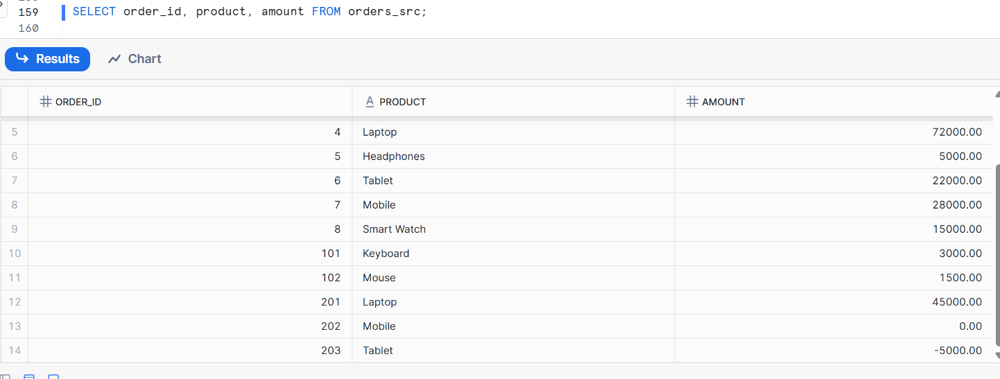 159 SELECT order_id, product, amount FROM orders_src;
160
Results Chart
ORDER_ID PRODUCT AMOUNT
5 4 Laptop 72000.00
6 5 Headphones 5000.00
7 6 Tablet 22000.00
8 7 Mobile 28000.00
9 8 Smart Watch 15000.00
10 101 Keyboard 3000.00
11 102 Mouse 1500.00
12 201 Laptop 45000.00
13 202 Mobile 0.00
14 203 Tablet -5000.00